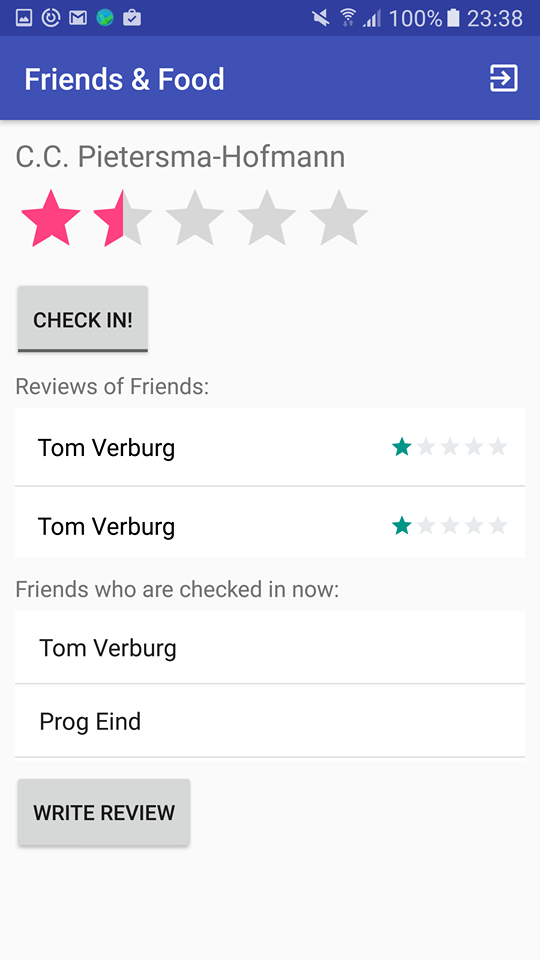 100% 23:38
Friends & Food
C.C. Pietersma-Hofmann
CHECK IN!
Reviews of Friends:
Tom Verburg
Tom Verburg
Friends who are checked in now:
Tom Verburg
Prog Eind
WRITE REVIEW